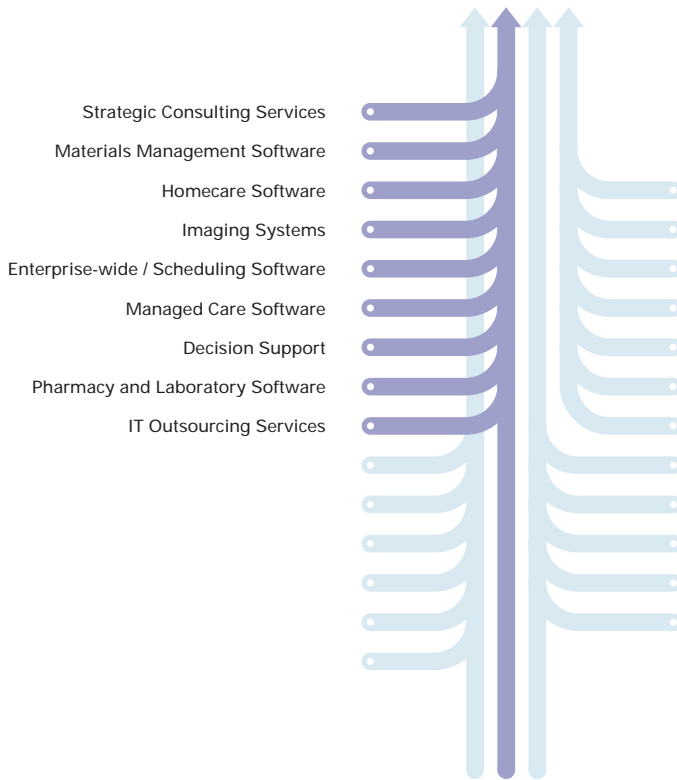 Strategic Consulting Services
Materials Management Software
Homecare Software
Imaging Systems
Enterprise-wide / Scheduling Software
Managed Care Software
Decision Support
Pharmacy and Laboratory Software
IT Outsourcing Services